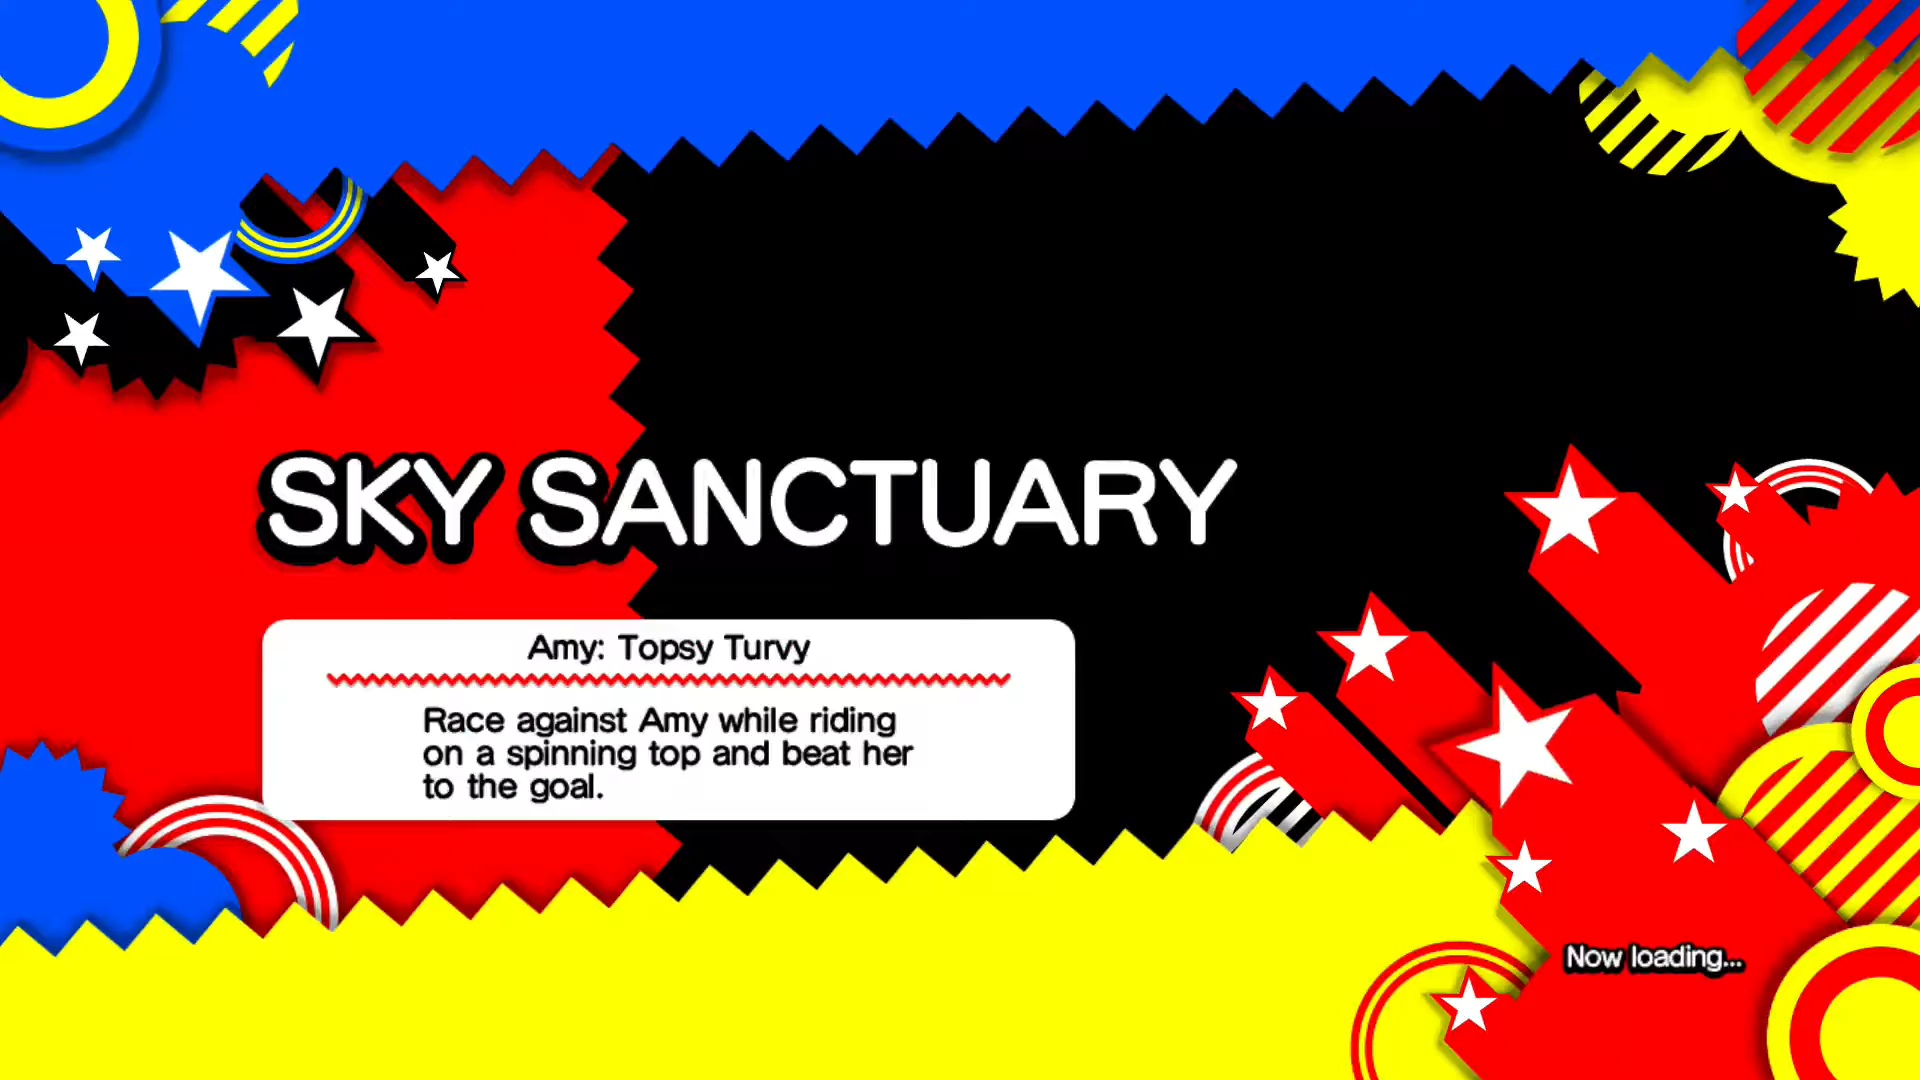 SKY SANCTUARY
Amy: Topsy Turvy
Race against Amy while riding
on a spinning top and beat her
to the goal.
Now loading...